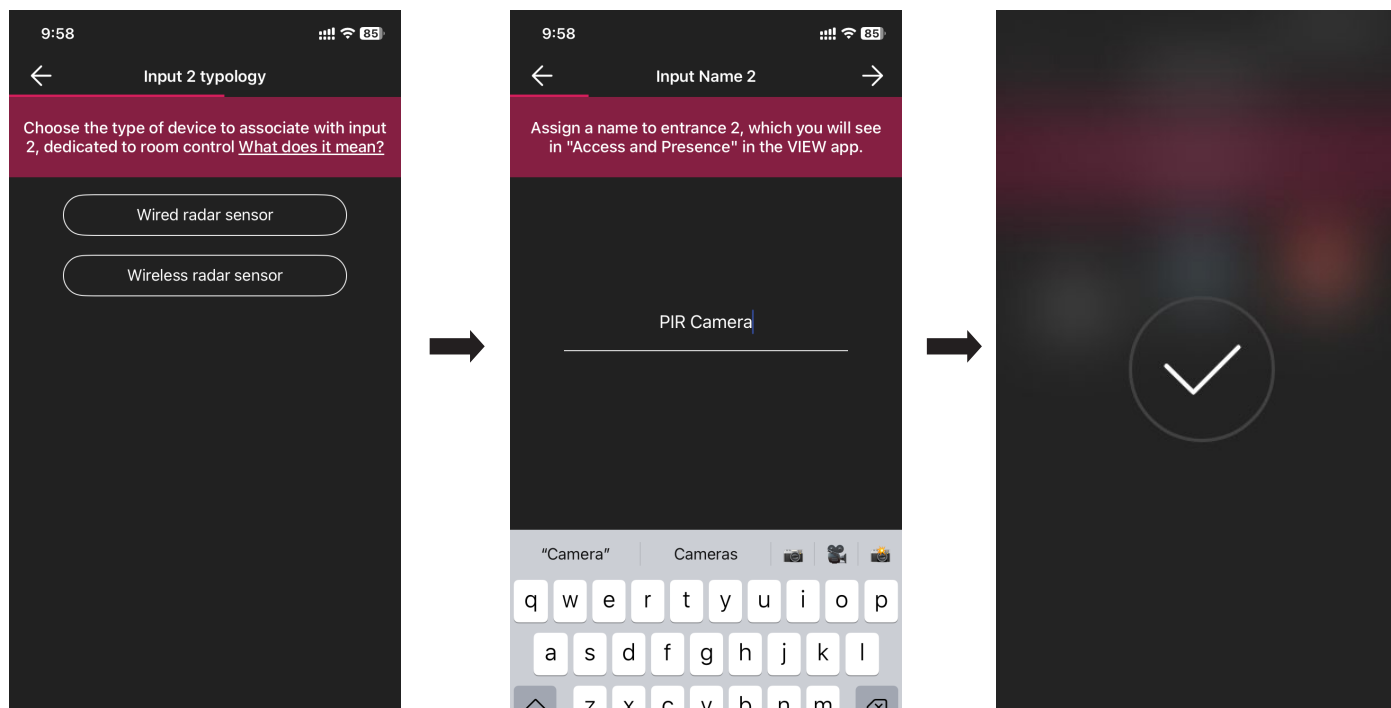 9:58
85
Input 2 typology
Choose the type of device to associate with input
2, dedicated to room control What does it mean?
Wired radar sensor
Wireless radar sensor
9:58
85
Input Name 2
Assign a name to entrance 2, which you will see
in "Access and Presence" in the VIEW app.
PIR Camera
“Camera” Cameras
q w e r t y u i o p
a s d f g h j k l
z x c v b n m